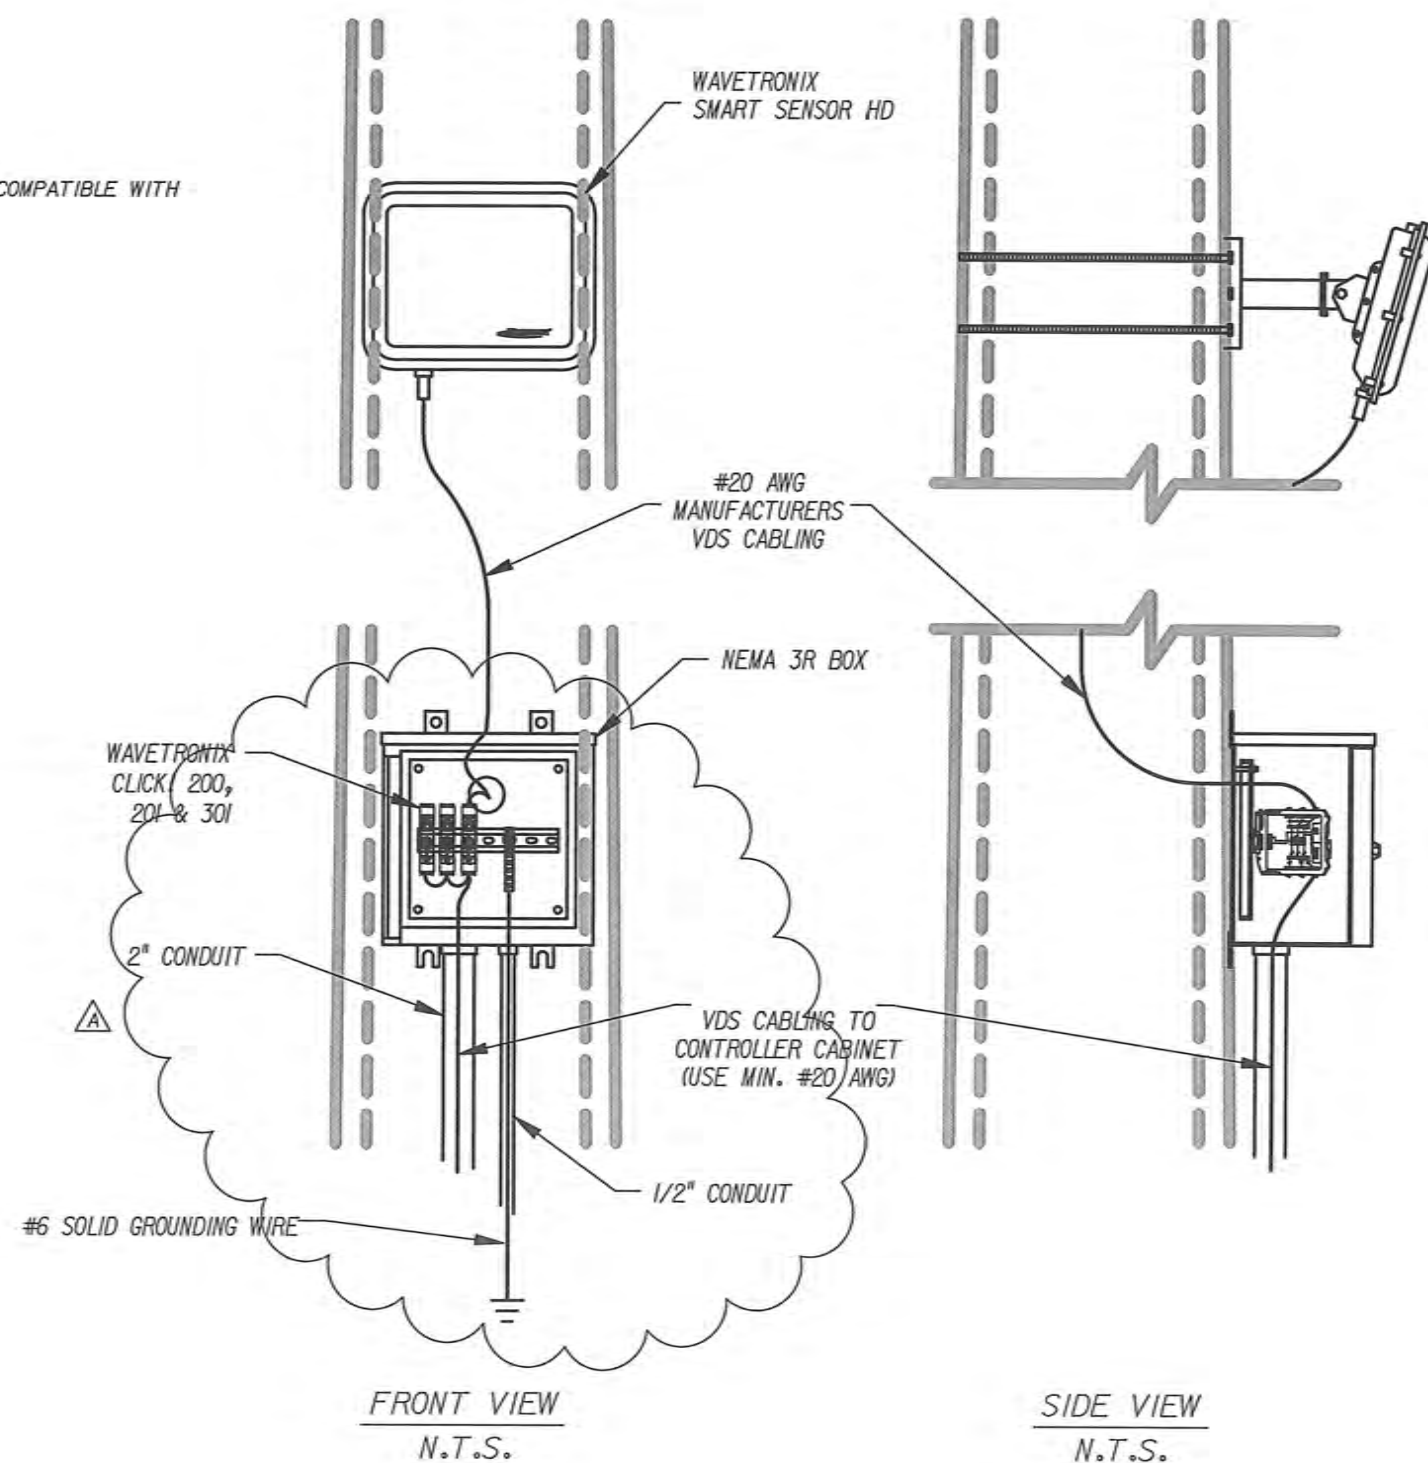 WAVETRONIX
SMART SENSOR HD
COMPATIBLE WITH
#20 AWG
MANUFACTURERS
VDS CABLING
NEMA 3R BOX
WAVETRONIX
CLICK! 200,
201 & 301
2" CONDUIT
A
VDS CABLING TO
CONTROLLER CABINET
(USE MIN. #20 AWG)
1/2" CONDUIT
#6 SOLID GROUNDING WIRE
FRONT VIEW
N.T.S.
SIDE VIEW
N.T.S.